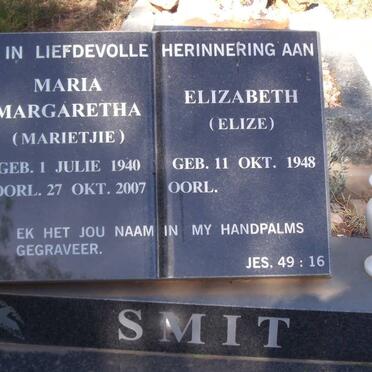 IN LIEFDEVOLLE HERINNERING AAN
MARIA
MARGARETHA
(MARIETJIE)
GEB. 1 JULIE 1940
OORL. 27 OKT. 2007
ELIZABETH
(ELIZE)
GEB. 11 OKT. 1948
OORL.
EK HET JOU NAAM IN MY HANDPALMS
GEGRAVEER.
JES. 49 : 16
SMIT